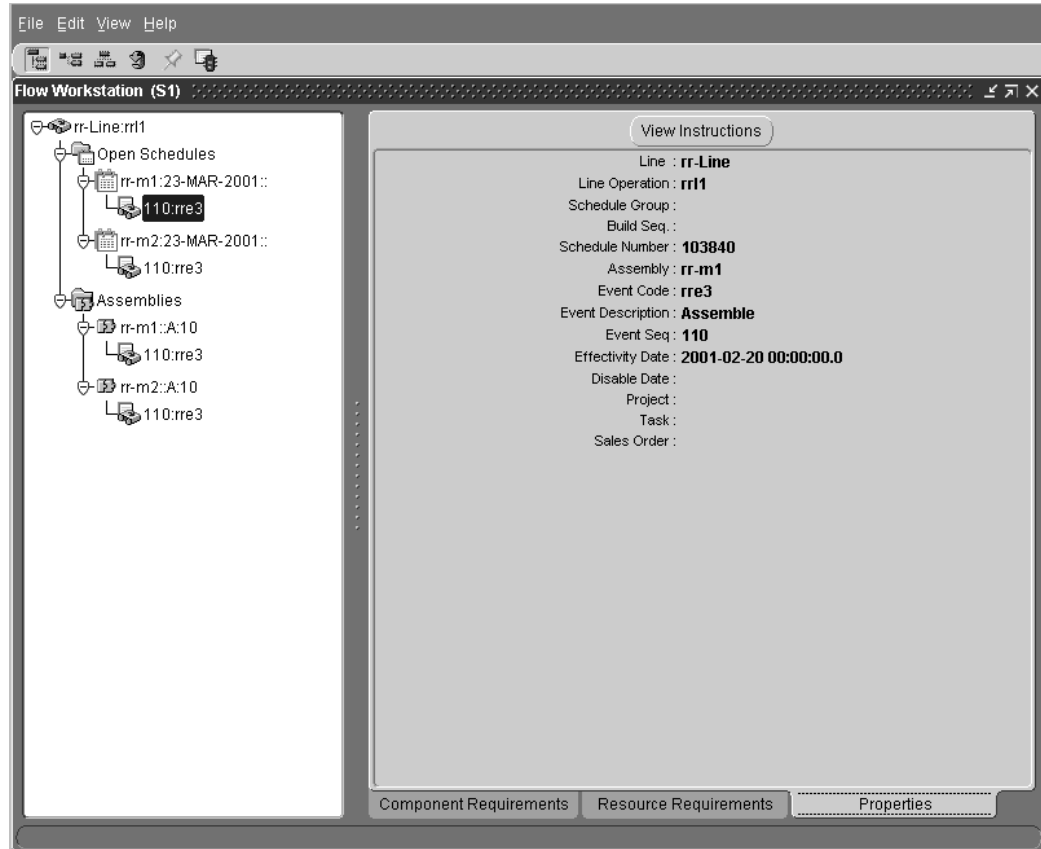 File Edit View Help
Flow Workstation (S1)
rr-Line:rrl1
Open Schedules
rr-m1:23-MAR-2001::
110:rre3
rr-m2:23-MAR-2001::
110:rre3
Assemblies
rr-m1::A:10
110:rre3
rr-m2::A:10
110:rre3
View Instructions
Line : rr-Line
Line Operation : rrl1
Schedule Group :
Build Seq. :
Schedule Number : 103840
Assembly : rr-m1
Event Code : rre3
Event Description : Assemble
Event Seq : 110
Effectivity Date : 2001-02-20 00:00:00.0
Disable Date :
Project :
Task :
Sales Order :
Component Requirements Resource Requirements Properties